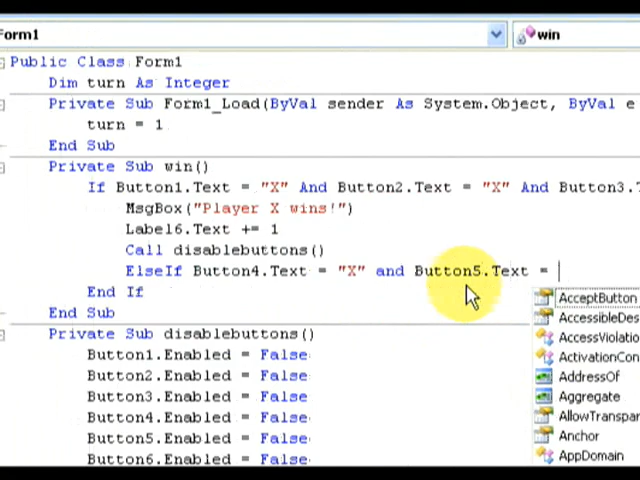 Form1
win
Public Class Form1
Dim turn As Integer
Private Sub Form1_Load(ByVal sender As System.Object, ByVal e
turn = 1
End Sub
Private Sub win()
If Button1.Text = "X" And Button2.Text = "X" And Button3.T
MsgBox("Player X wins!")
Label6.Text += 1
Call disablebuttons()
ElseIf Button4.Text = "X" and Button5.Text =
End If
End Sub
Private Sub disablebuttons()
Button1.Enabled = False
Button2.Enabled = False
Button3.Enabled = False
Button4.Enabled = False
Button5.Enabled = False
Button6.Enabled = False
AcceptButton
AccessibleDes
AccessViolatio
ActivationCon
AddressOf
Aggregate
AllowTranspar
Anchor
AppDomain